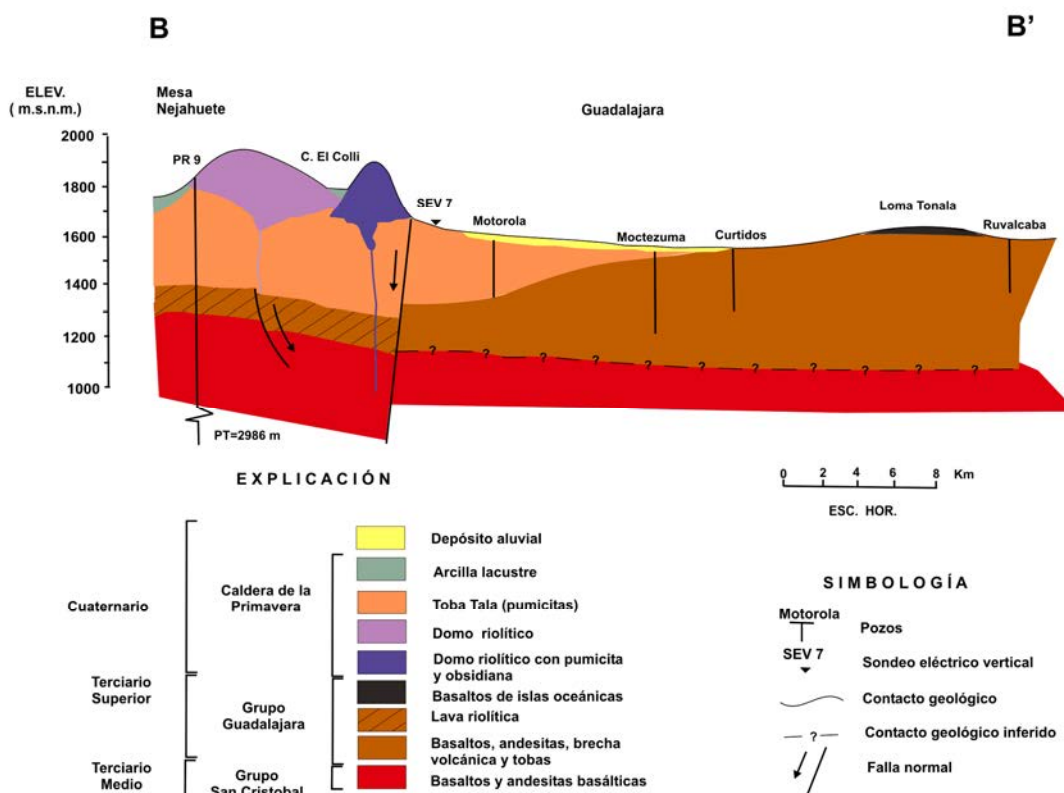 B
B'
ELEV.
( m.s.n.m.)
Mesa
Nejahuete
Guadalajara
2000
1800
1600
1400
1200
1000
PR 9
C. El Colli
SEV 7
Motorola
Moctezuma
Curtidos
Loma Tonala
Ruvalcaba
? ? ? ? ? ? ? ? ? ? ?
PT=2986 m
EXPLICACIÓN
0 2 4 6 8 Km
ESC. HOR.
Cuaternario
Terciario
Superior
Terciario
Medio
Caldera de la
Primavera
Grupo
Guadalajara
Grupo
San Cristobal
Depósito aluvial
Arcilla lacustre
Toba Tala (pumicitas)
Domo riolítico
Domo riolítico con pumicita
y obsidiana
Basaltos de islas oceánicas
Lava riolítica
Basaltos, andesitas, brecha
volcánica y tobas
Basaltos y andesitas basálticas
SIMBOLOGÍA
Motorola
Pozos
SEV 7
Sondeo eléctrico vertical
Contacto geológico
?
Contacto geológico inferido
Falla normal